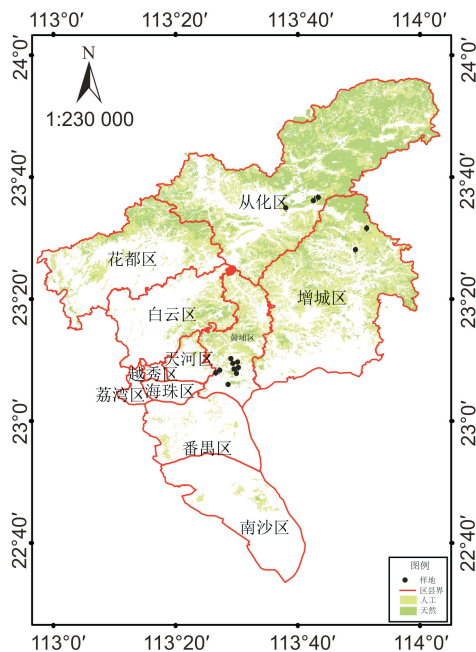 113°0′ 113°20′ 113°40′ 114°0′
24°0′ 24°0′
N
1:230 000
23°40′ 23°40′
从化区
花都区
23°20′ 增城区 23°20′
白云区
黄埔区
天河区
越秀区
荔湾区 海珠区
23°0′ 23°0′
番禺区
南沙区
22°40′ 22°40′
图例
样地
区县界
人工
天然
113°0′ 113°20′ 113°40′ 114°0′